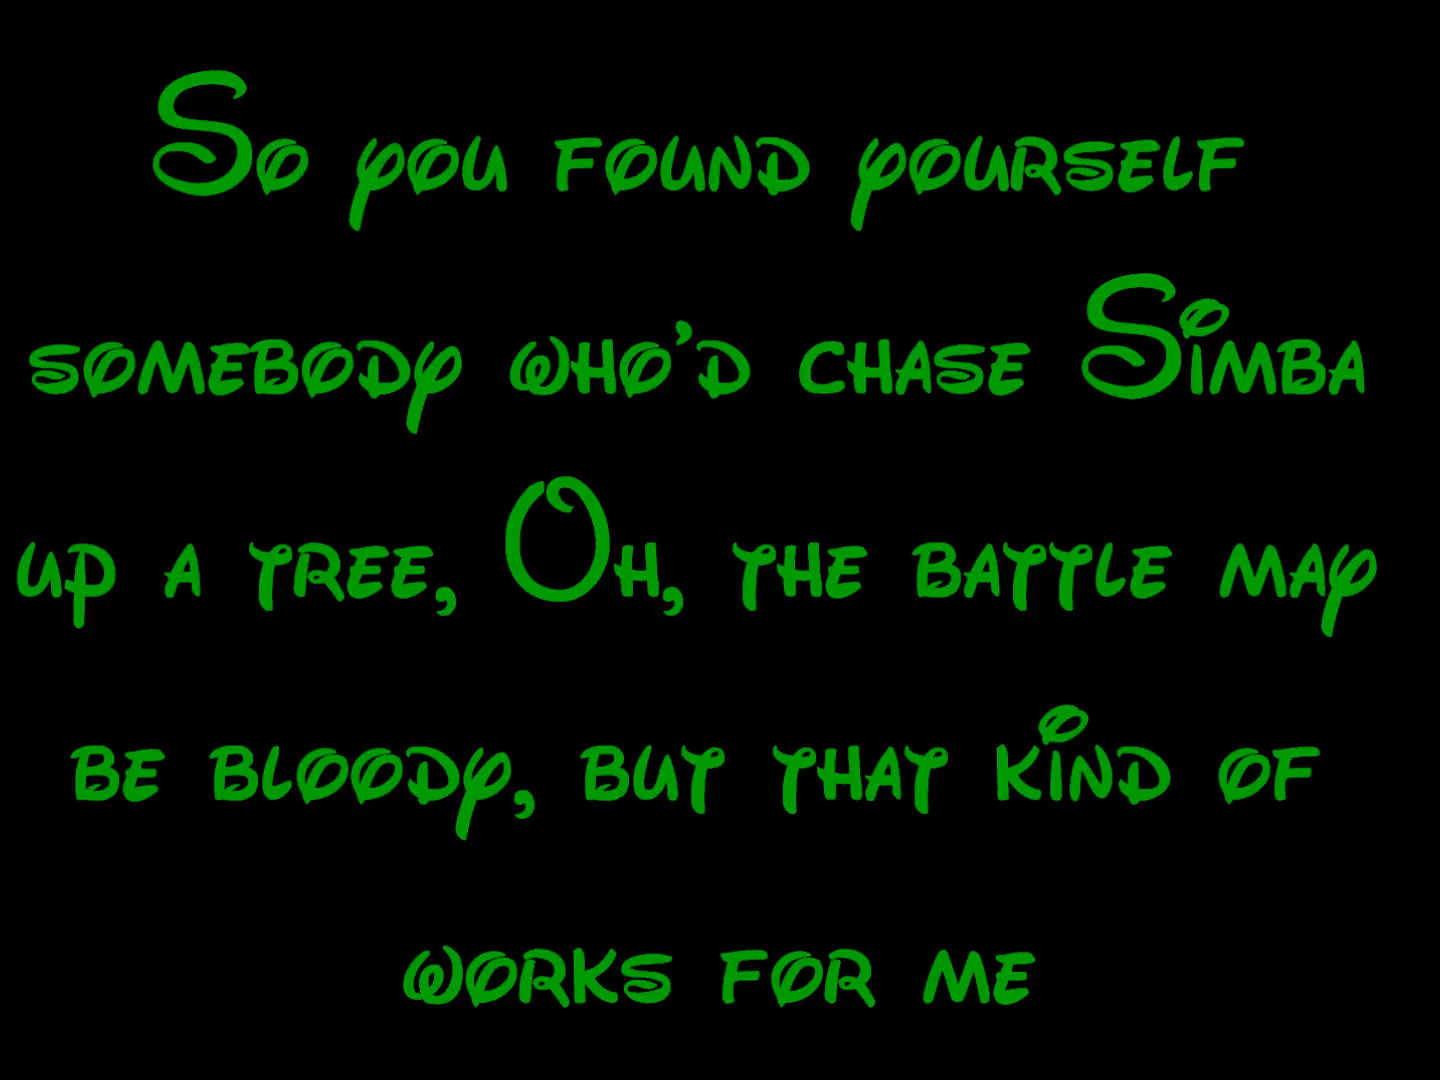 So you found yourself
somebody who'd chase Simba
up a tree, Oh, the battle may
be bloody, but that kind of
works for me